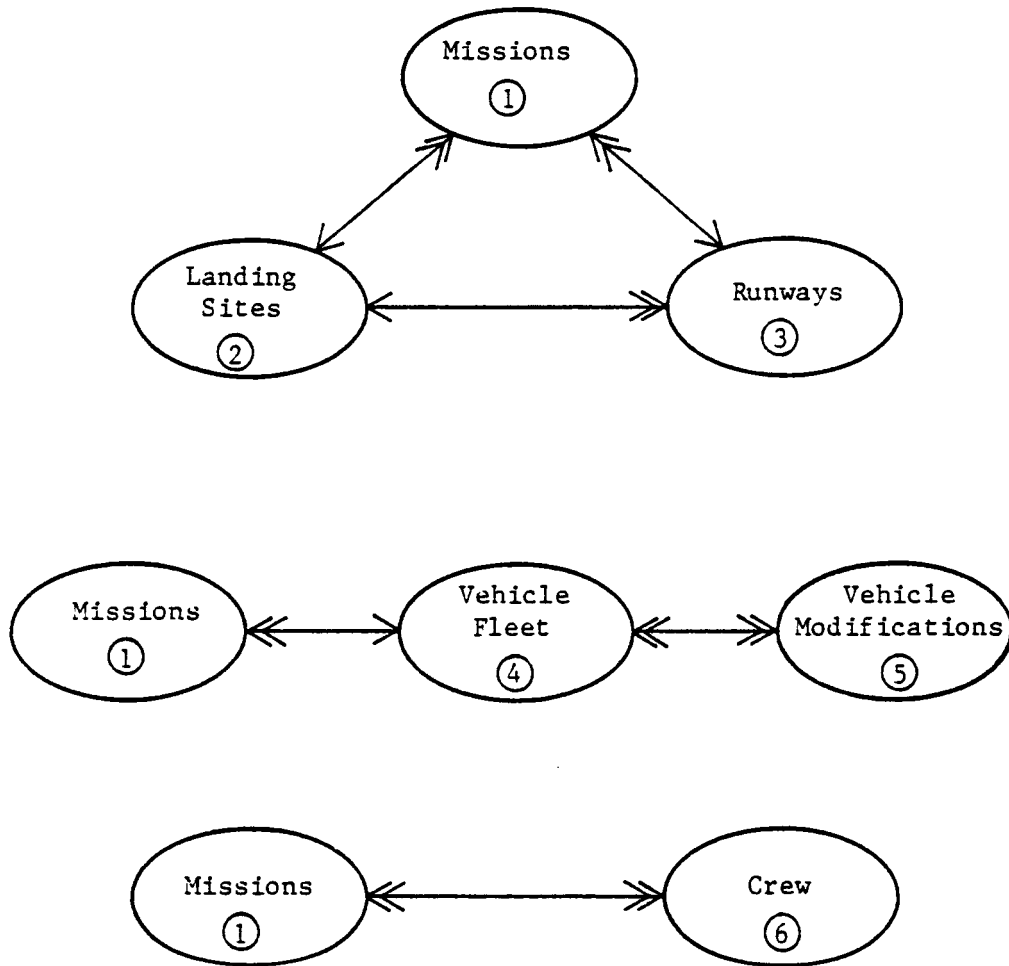 Missions
1
Landing
Sites
2
Runways
3
Missions
1
Vehicle
Fleet
4
Vehicle
Modifications
5
Missions
1
Crew
6